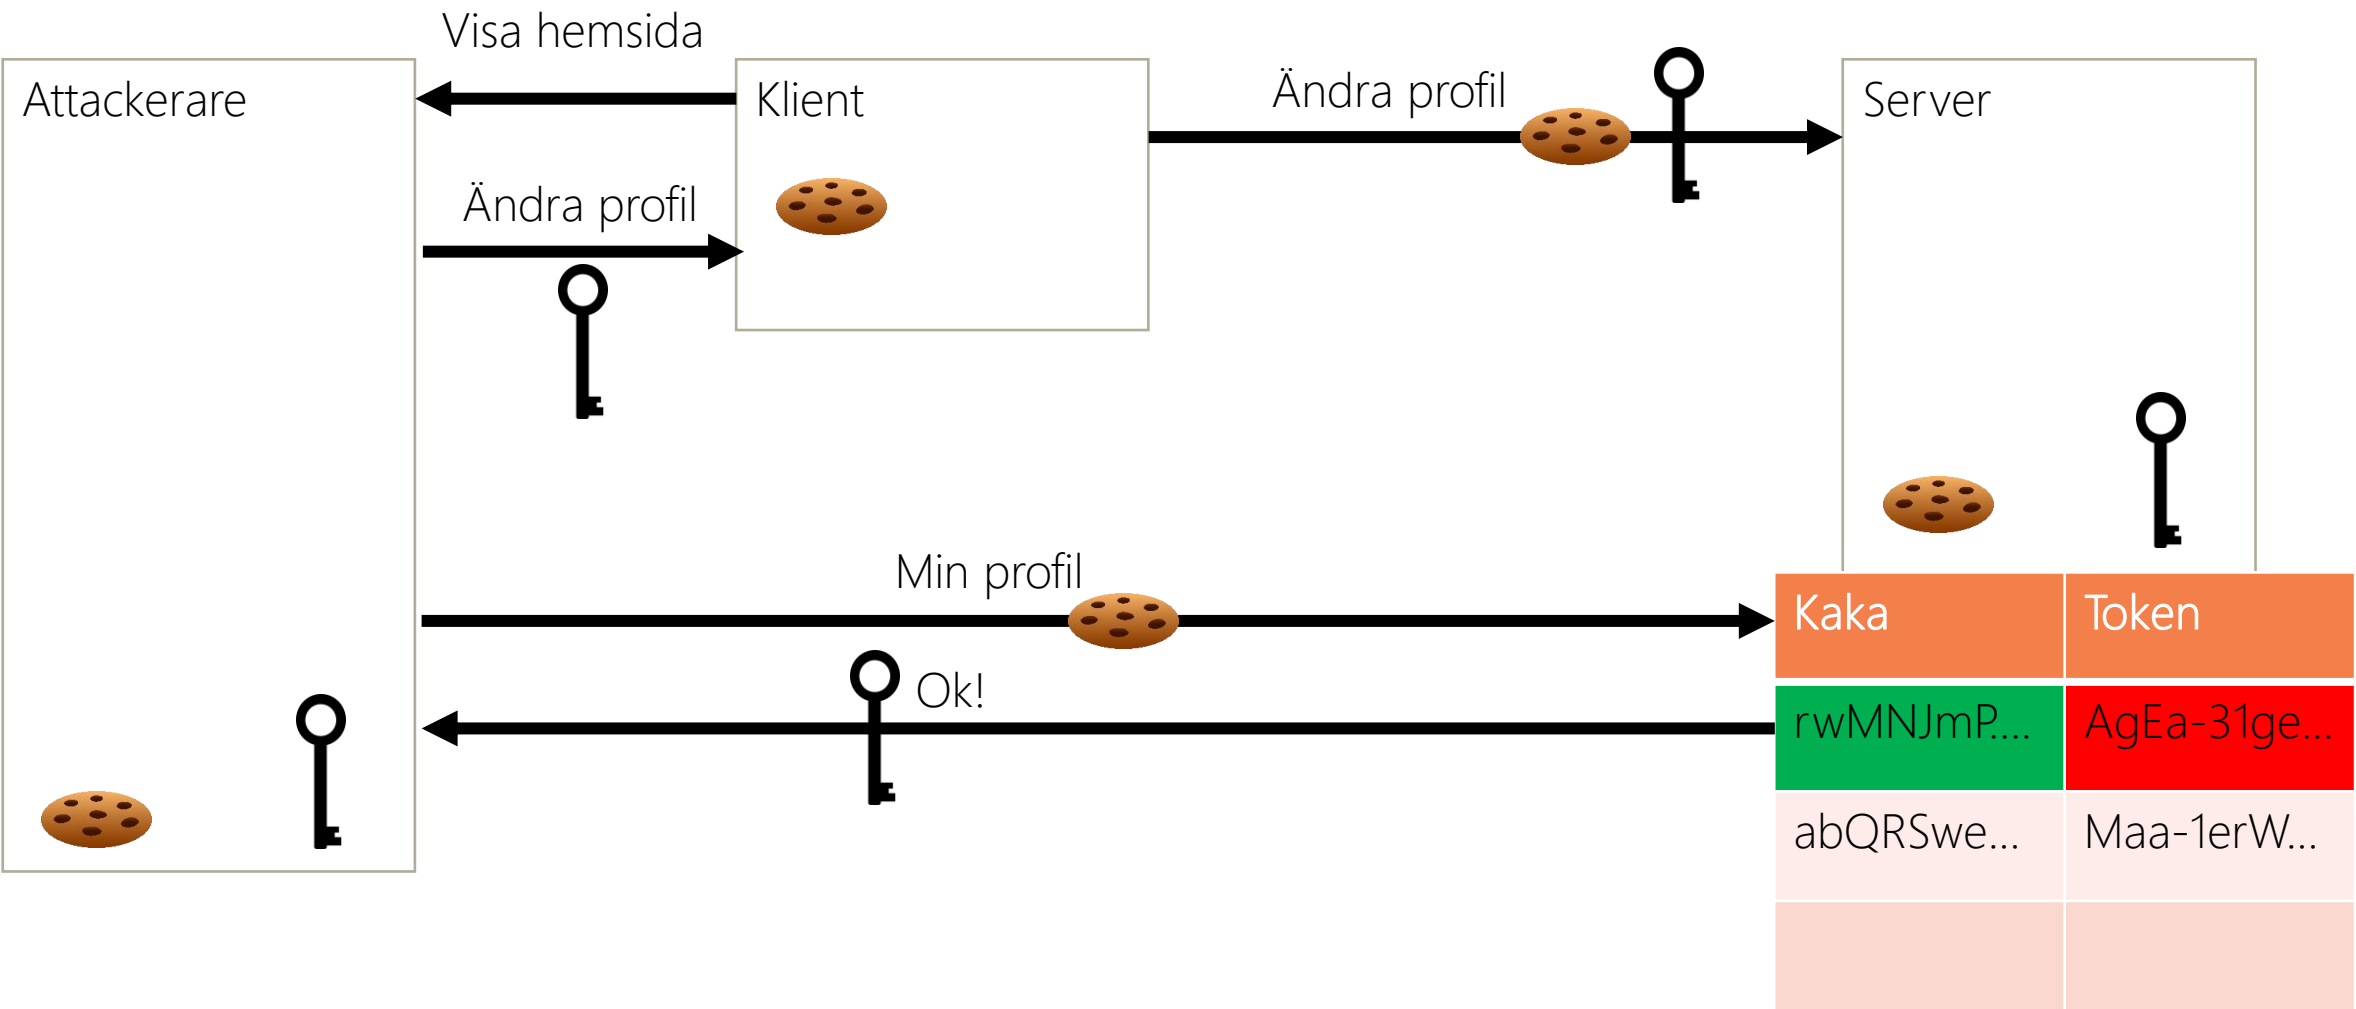 Visa hemsida
Attackerare
Klient
Ändra profil
Server
Ändra profil
Min profil
Ok!
Kaka
Token
rwMNJmP....
AgEa-31ge...
abQRSwe...
Maa-1erW...